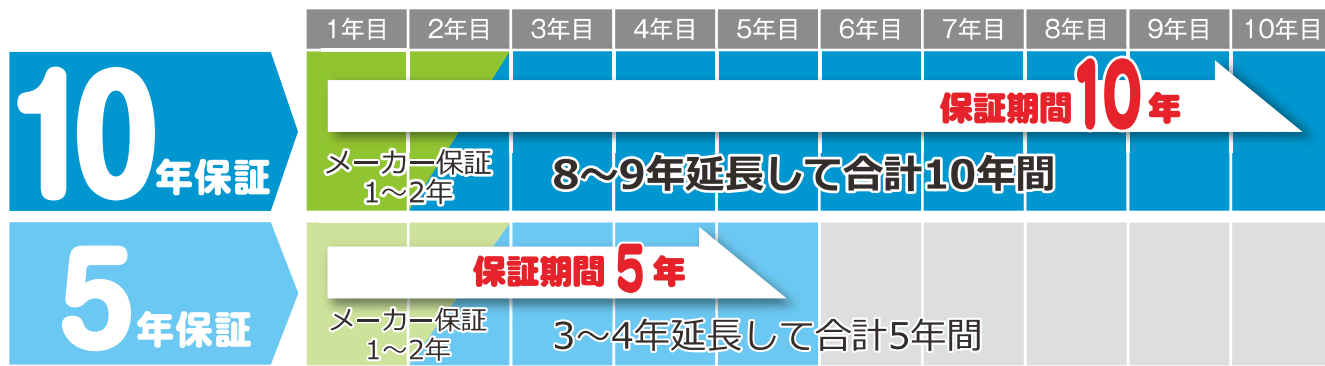 1年目 2年目 3年目 4年目 5年目 6年目 7年目 8年目 9年目 10年目
10年保証
保証期間10年
メーカー保証
1〜2年
8〜9年延長して合計10年間
5年保証
保証期間5年
メーカー保証
1〜2年
3〜4年延長して合計5年間